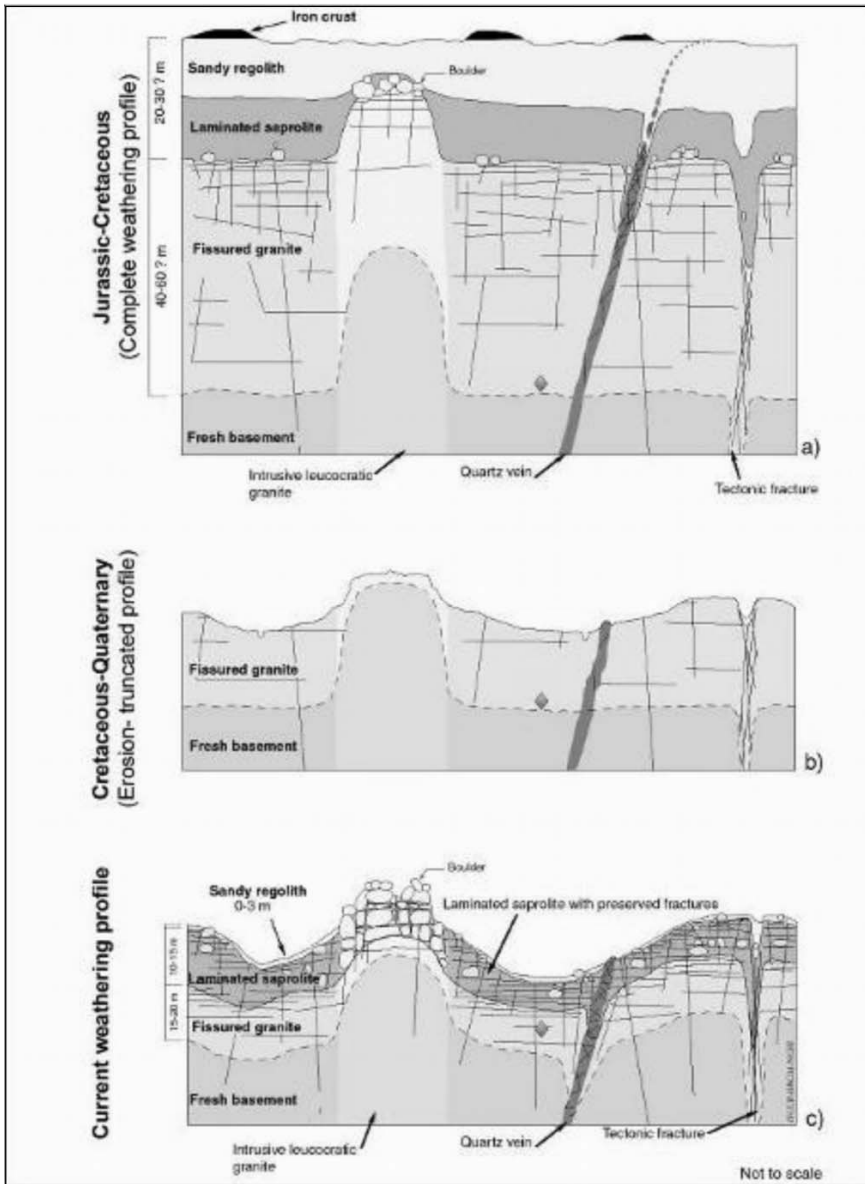 Iron crust
Sandy regolith
Boulder
Laminated saprolite
20-30 ? m
Jurassic-Cretaceous
(Complete weathering profile)
Fissured granite
40-60 ? m
Fresh basement
a)
Intrusive leucocratic
granite
Quartz vein
Tectonic fracture
Cretaceous-Quaternary
(Erosion- truncated profile)
Fissured granite
Fresh basement
b)
Current weathering profile
Boulder
Sandy regolith
0-3 m
Laminated saprolite with preserved fractures
10-15 m
Laminated saprolite
15-20 m
Fissured granite
Fresh basement
c)
Intrusive leucocratic
granite
Quartz vein
Tectonic fracture
Not to scale